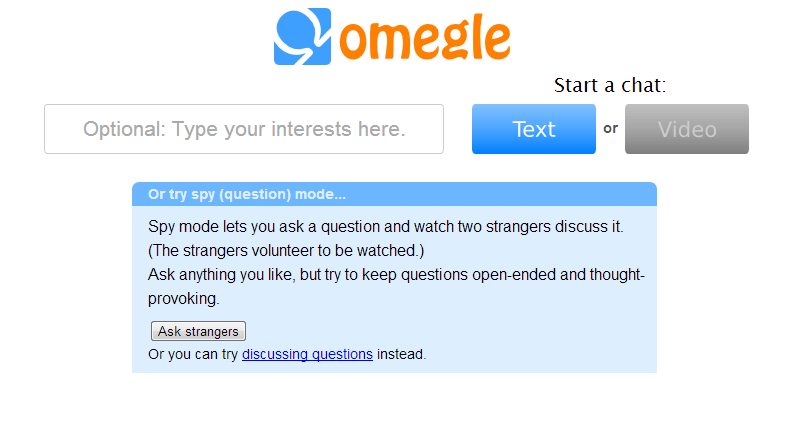 omegle
Start a chat:
Optional: Type your interests here.
Text or Video
Or try spy (question) mode...
Spy mode lets you ask a question and watch two strangers discuss it.
(The strangers volunteer to be watched.)
Ask anything you like, but try to keep questions open-ended and thought-
provoking.
Ask strangers
Or you can try discussing questions instead.